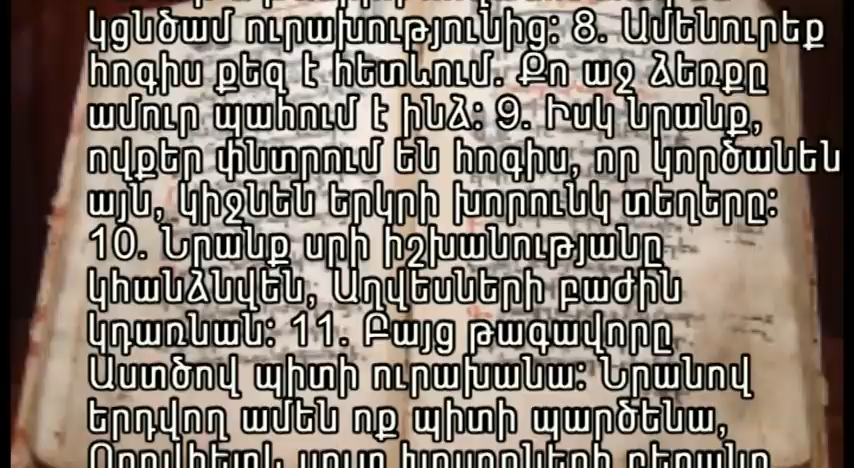 կցնծամ ուրախությունից: 8. Ամենուրեք
հոգիս քեզ է հետևում. Քո աջ ձեռքը
ամուր պահում է ինձ: 9. Իսկ նրանք,
ովքեր փնտրում են հոգիս, որ կործանեն
այն, կիջնեն երկրի խորունկ տեղերը:
10. Նրանք սրի իշխանությանը
կհանձնվեն, Աղվեսների բաժին
կդառնան: 11. Բայց թագավորը
Աստծով պիտի ուրախանա: Նրանով
երդվող ամեն ոք պիտի պարծենա,